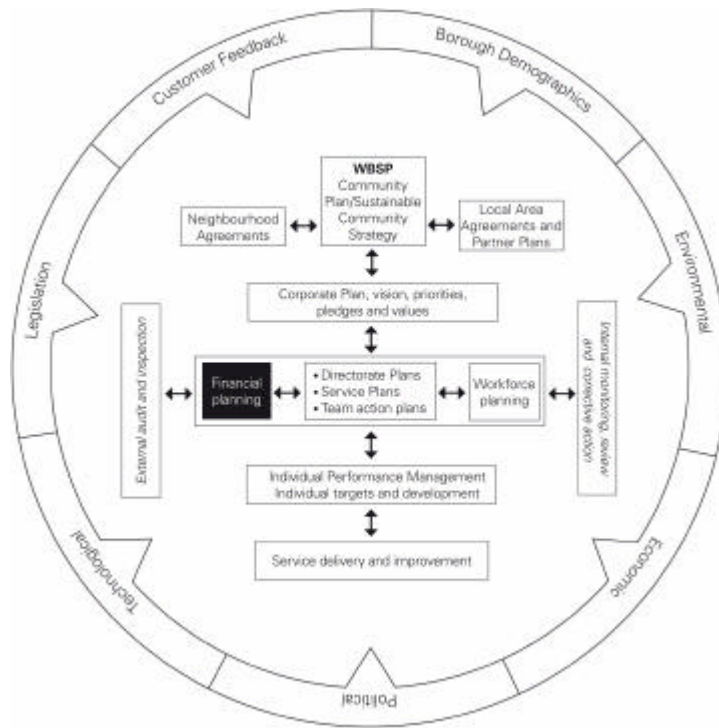 Customer Feedback
Borough Demographics
Legislation
Environmental
Technological
Economic
Political
WBSP
Community
Plan/Sustainable
Community
Strategy
Neighbourhood
Agreements
Local Area
Agreements and
Partner Plans
Corporate Plan, vision, priorities,
pledges and values
External audit and inspection
Financial
planning
• Directorate Plans
• Service Plans
• Team action plans
Workforce
planning
Internal monitoring, review
and corrective action
Individual Performance Management
Individual targets and development
Service delivery and improvement